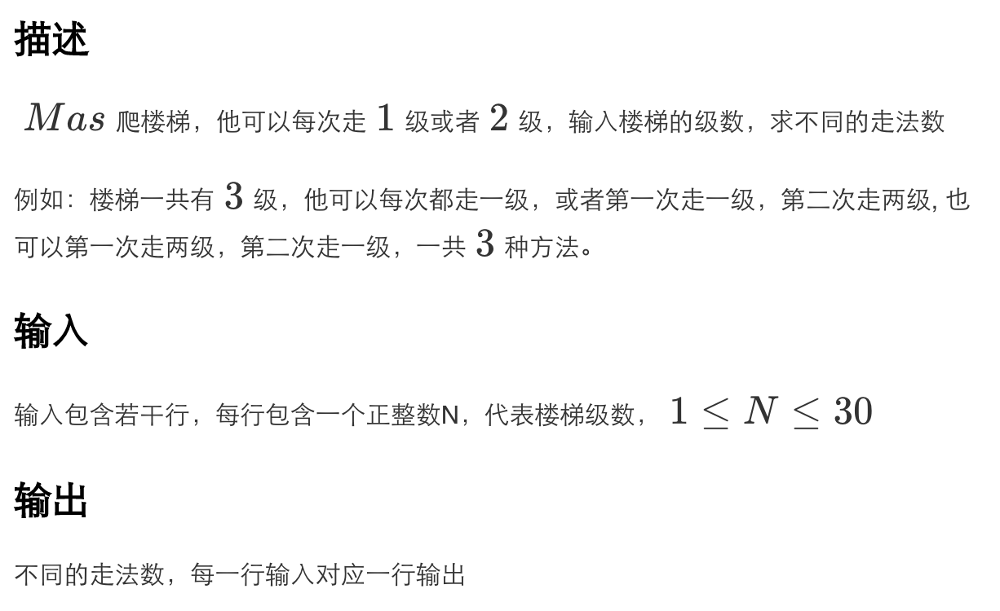 描述
Mas 爬楼梯，他可以每次走 1 级或者 2 级，输入楼梯的级数，求不同的走法数
例如：楼梯一共有 3 级，他可以每次都走一级，或者第一次走一级，第二次走两级, 也
可以第一次走两级，第二次走一级，一共 3 种方法。
输入
输入包含若干行，每行包含一个正整数N，代表楼梯级数， 1 ≤ N ≤ 30
输出
不同的走法数，每一行输入对应一行输出